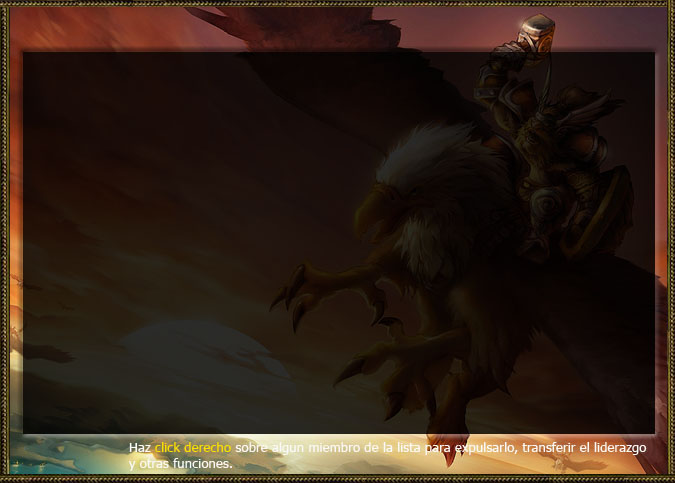 Haz click derecho sobre algun miembro de la lista para expulsarlo, transferir el liderazgo
y otras funciones.